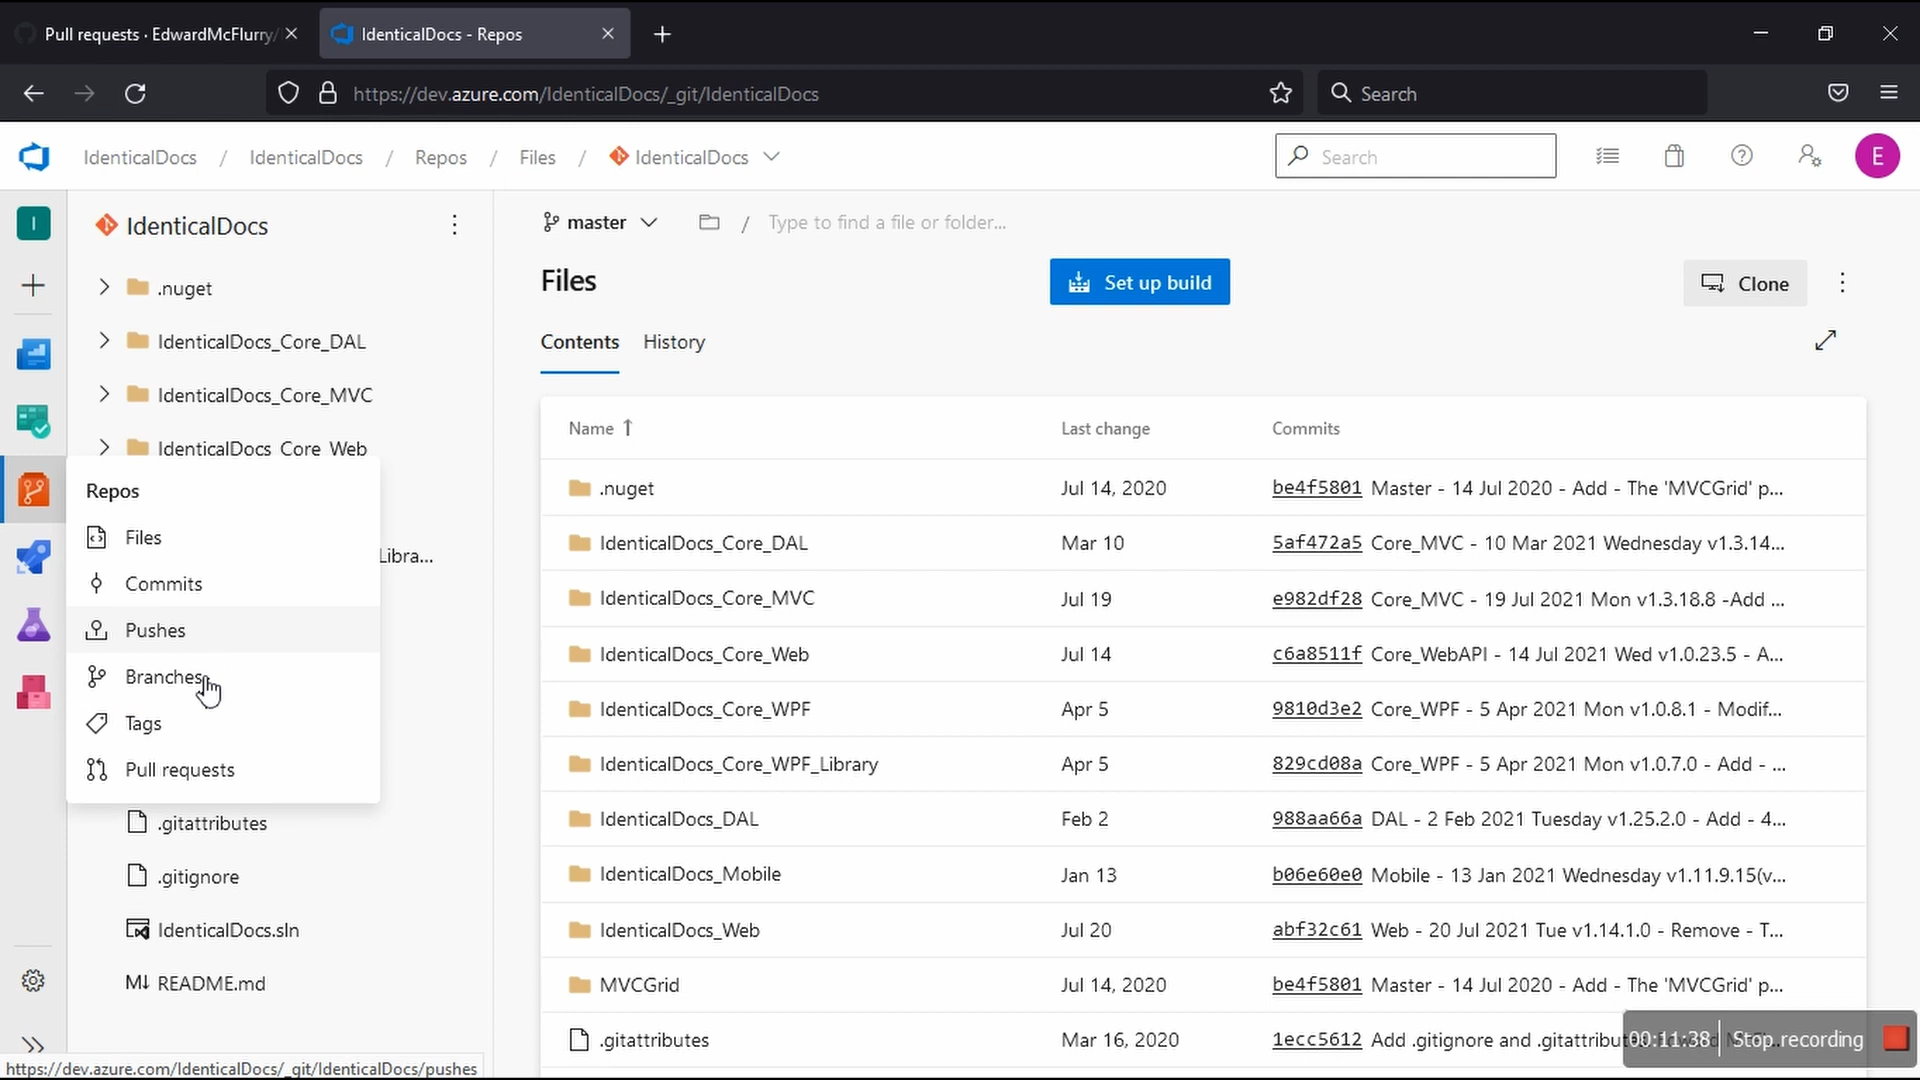 Pull requests · EdwardMcFlurry/
IdenticalDocs - Repos
https://dev.azure.com/IdenticalDocs/_git/IdenticalDocs
Search
IdenticalDocs / IdenticalDocs / Repos / Files / IdenticalDocs
Search
E
I
IdenticalDocs
.nuget
IdenticalDocs_Core_DAL
IdenticalDocs_Core_MVC
IdenticalDocs_Core_Web
Libra...
Repos
Files
Commits
Pushes
Branches
Tags
Pull requests
.gitattributes
.gitignore
IdenticalDocs.sln
M↓ README.md
https://dev.azure.com/IdenticalDocs/_git/IdenticalDocs/pushes
master / Type to find a file or folder...
Files
Set up build
Clone
Contents History
Name ↑ Last change Commits
.nuget Jul 14, 2020 be4f5801 Master - 14 Jul 2020 - Add - The 'MVCGrid' p...
IdenticalDocs_Core_DAL Mar 10 5af472a5 Core_MVC - 10 Mar 2021 Wednesday v1.3.14...
IdenticalDocs_Core_MVC Jul 19 e982df28 Core_MVC - 19 Jul 2021 Mon v1.3.18.8 -Add ...
IdenticalDocs_Core_Web Jul 14 c6a8511f Core_WebAPI - 14 Jul 2021 Wed v1.0.23.5 - A...
IdenticalDocs_Core_WPF Apr 5 9810d3e2 Core_WPF - 5 Apr 2021 Mon v1.0.8.1 - Modif...
IdenticalDocs_Core_WPF_Library Apr 5 829cd08a Core_WPF - 5 Apr 2021 Mon v1.0.7.0 - Add - ...
IdenticalDocs_DAL Feb 2 988aa66a DAL - 2 Feb 2021 Tuesday v1.25.2.0 - Add - 4...
IdenticalDocs_Mobile Jan 13 b06e60e0 Mobile - 13 Jan 2021 Wednesday v1.11.9.15(v...
IdenticalDocs_Web Jul 20 abf32c61 Web - 20 Jul 2021 Tue v1.14.1.0 - Remove - T...
MVCGrid Jul 14, 2020 be4f5801 Master - 14 Jul 2020 - Add - The 'MVCGrid' p...
.gitattributes Mar 16, 2020 1ecc5612 Add .gitignore and .gitattribut
00:11:38 Stop recording